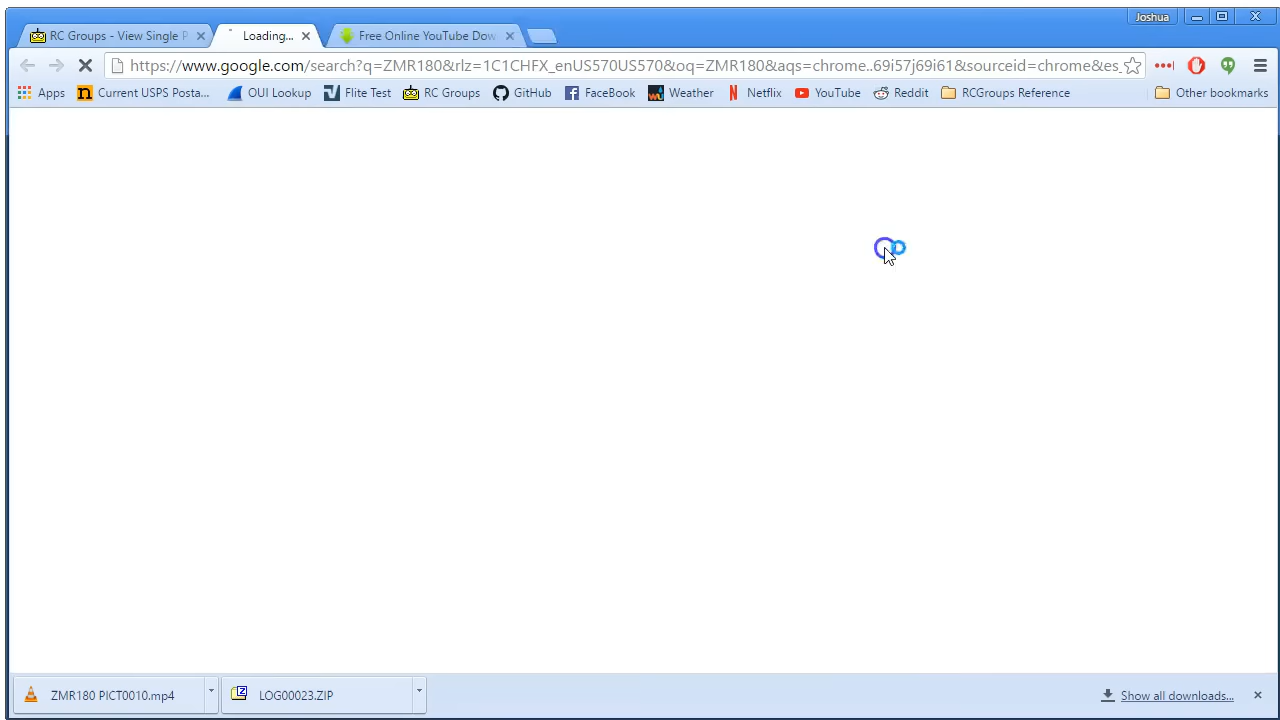 Joshua
RC Groups - View Single P
Loading...
Free Online YouTube Dow
https://www.google.com/search?q=ZMR180&rlz=1C1CHFX_enUS570US570&oq=ZMR180&aqs=chrome..69i57j69i61&sourceid=chrome&es_
Apps
Current USPS Posta...
OUI Lookup
Flite Test
RC Groups
GitHub
FaceBook
Weather
Netflix
YouTube
Reddit
RCGroups Reference
Other bookmarks
ZMR180 PICT0010.mp4
LOG00023.ZIP
Show all downloads...